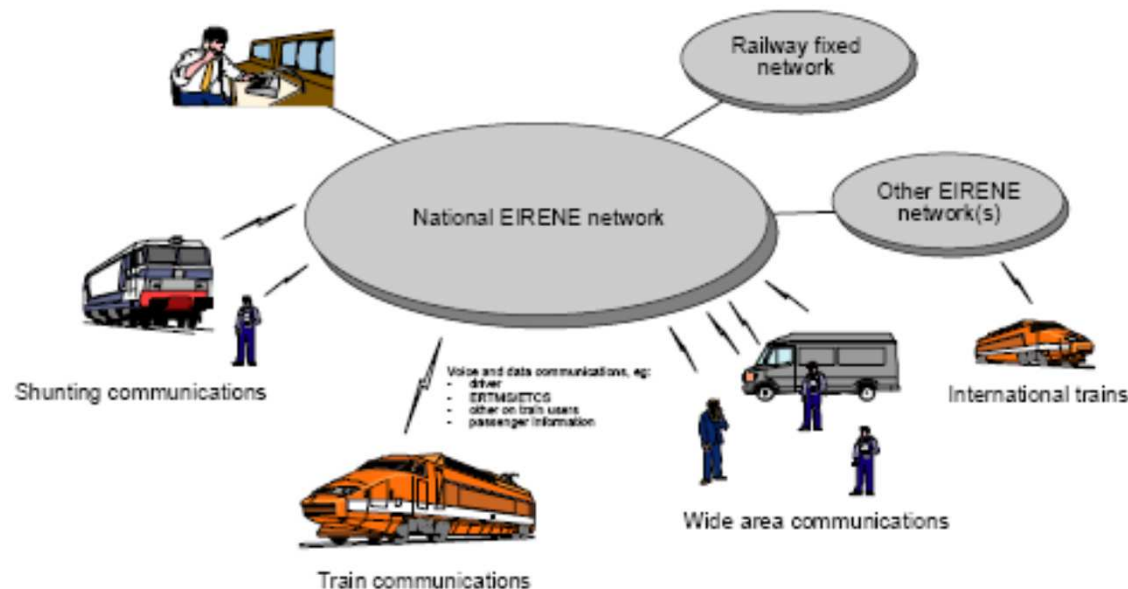 Railway fixed
network
Other EIRENE
network(s)
National EIRENE network
Shunting communications
Voice and data communications, eg:
- driver
- ERTMS/ETCS
- other on train users
- passenger information
International trains
Wide area communications
Train communications